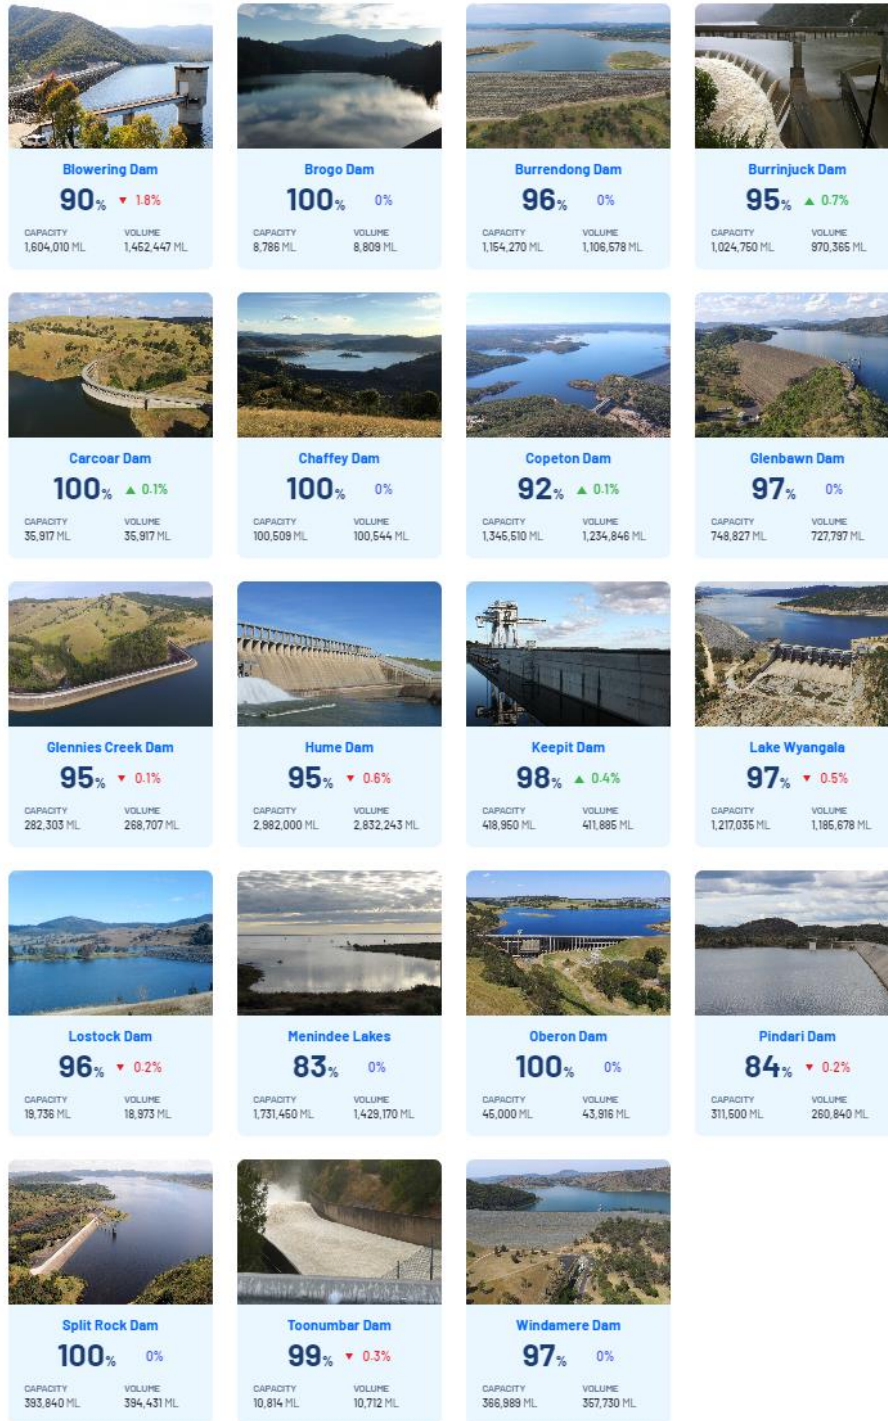 Blowering Dam
90% ▼ 1.8%
CAPACITY VOLUME
1,604,010 ML 1,452,447 ML
Brogo Dam
100% 0%
CAPACITY VOLUME
8,786 ML 8,809 ML
Burrendong Dam
96% 0%
CAPACITY VOLUME
1,154,270 ML 1,106,578 ML
Burrinjuck Dam
95% ▲ 0.7%
CAPACITY VOLUME
1,024,750 ML 970,365 ML
Carcoar Dam
100% ▲ 0.1%
CAPACITY VOLUME
35,917 ML 35,917 ML
Chaffey Dam
100% 0%
CAPACITY VOLUME
100,509 ML 100,544 ML
Copeton Dam
92% ▲ 0.1%
CAPACITY VOLUME
1,345,510 ML 1,234,846 ML
Glenbawn Dam
97% 0%
CAPACITY VOLUME
748,827 ML 727,797 ML
Glennies Creek Dam
95% ▼ 0.1%
CAPACITY VOLUME
282,303 ML 268,707 ML
Hume Dam
95% ▼ 0.6%
CAPACITY VOLUME
2,982,000 ML 2,832,243 ML
Keepit Dam
98% ▲ 0.4%
CAPACITY VOLUME
418,950 ML 411,885 ML
Lake Wyangala
97% ▼ 0.5%
CAPACITY VOLUME
1,217,035 ML 1,185,678 ML
Lostock Dam
96% ▼ 0.2%
CAPACITY VOLUME
19,736 ML 18,973 ML
Menindee Lakes
83% 0%
CAPACITY VOLUME
1,731,450 ML 1,429,170 ML
Oberon Dam
100% 0%
CAPACITY VOLUME
45,000 ML 43,916 ML
Pindari Dam
84% ▼ 0.2%
CAPACITY VOLUME
311,500 ML 260,840 ML
Split Rock Dam
100% 0%
CAPACITY VOLUME
393,840 ML 394,431 ML
Toonumbar Dam
99% ▼ 0.3%
CAPACITY VOLUME
10,814 ML 10,712 ML
Windamere Dam
97% 0%
CAPACITY VOLUME
366,989 ML 357,730 ML